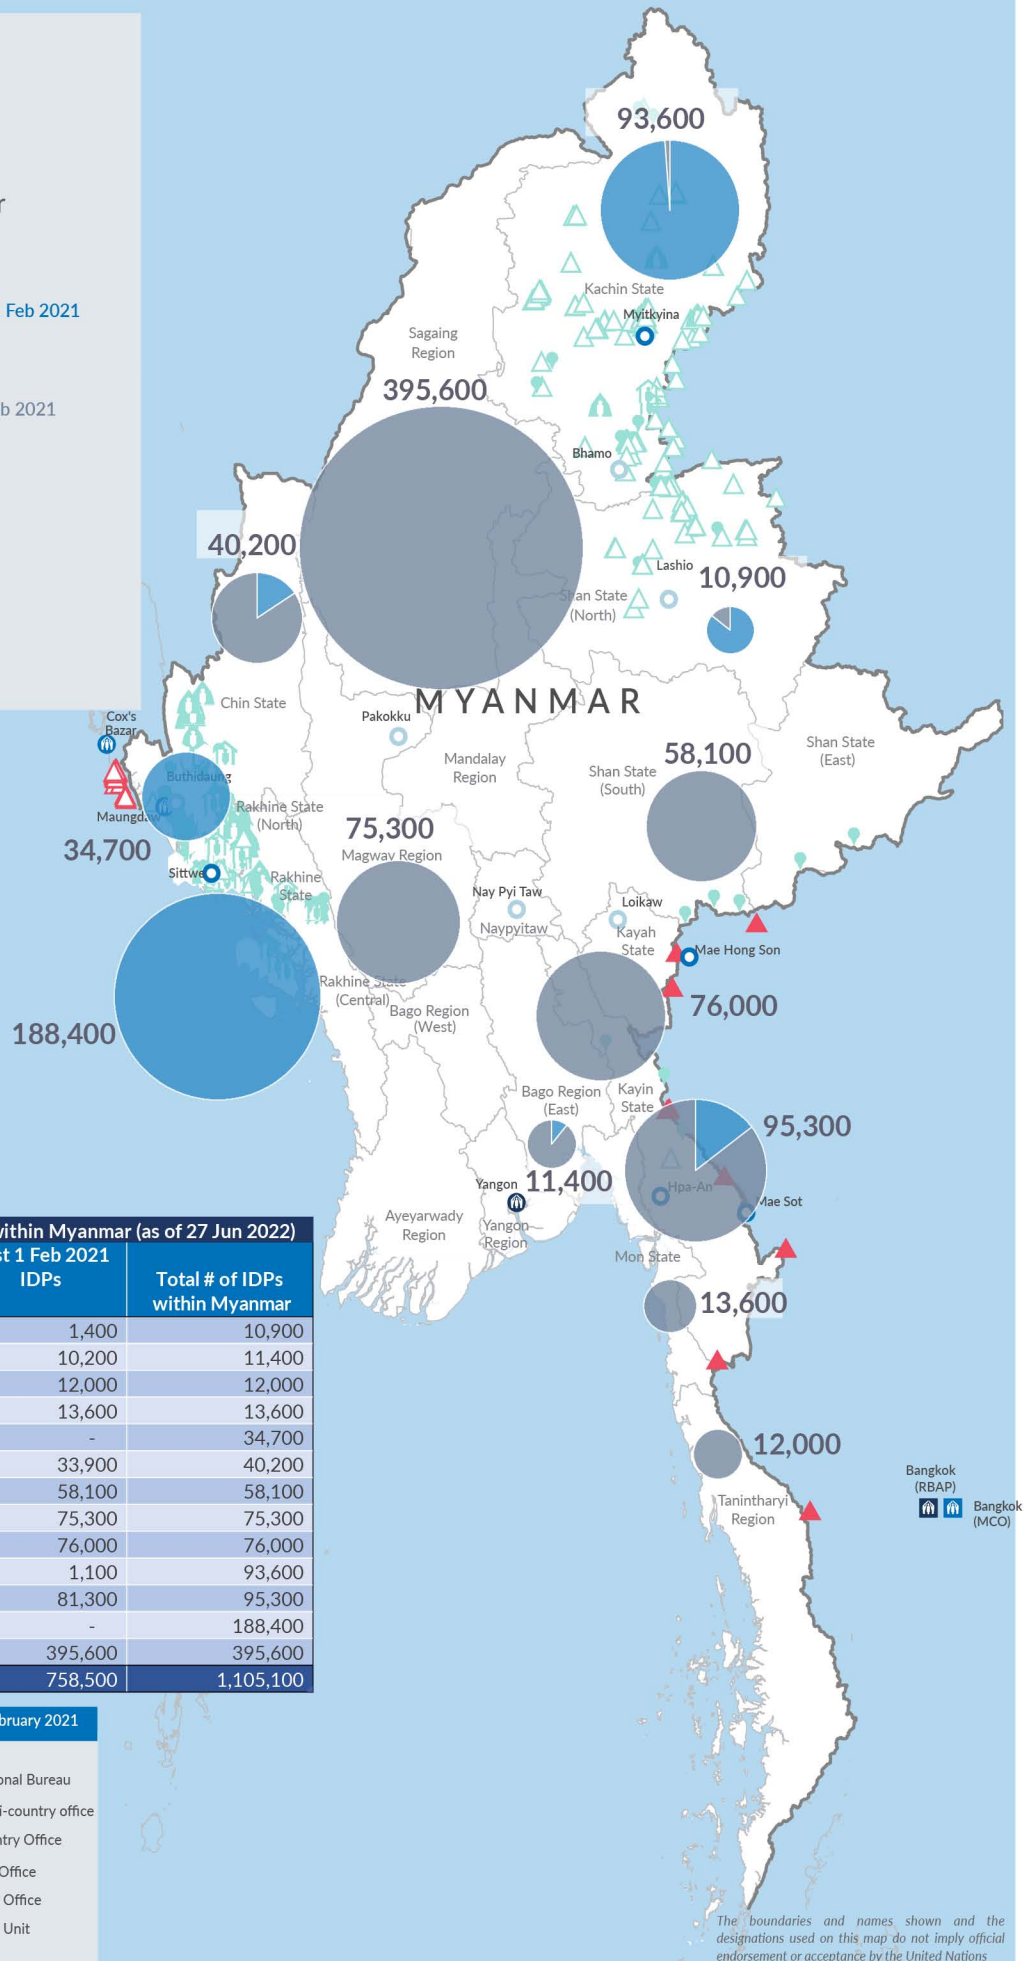 r
Feb 2021
b 2021
93,600
Kachin State
Myitkyina
Sagaing
Region
395,600
Bhamo
40,200
Lashio
10,900
Shan State
(North)
MYANMAR
Chin State
Cox's
Bazar
Pakokku
58,100
Shan State
(East)
Mandalay
Region
Shan State
(South)
Buthidaung
Maungdaw
Rakhine State
(North)
34,700
75,300
Magway Region
Sittwe
Rakhine
State
Nay Pyi Taw
Naypyitaw
Loikaw
Kayah
State
Mae Hong Son
76,000
Rakhine State
(Central)
Bago Region
(West)
188,400
Bago Region
(East)
Kayin
State
95,300
11,400
Yangon
Hpa-An
Mae Sot
Ayeyarwady
Region
Yangon
Region
Mon State
13,600
12,000
Tanintharyi
Region
Bangkok
(RBAP)
Bangkok
(MCO)
ithin Myanmar (as of 27 Jun 2022)
t 1 Feb 2021
IDPs
Total # of IDPs
within Myanmar
1,400 10,900
10,200 11,400
12,000 12,000
13,600 13,600
- 34,700
33,900 40,200
58,100 58,100
75,300 75,300
76,000 76,000
1,100 93,600
81,300 95,300
- 188,400
395,600 395,600
758,500 1,105,100
bruary 2021
onal Bureau
i-country office
ntry Office
Office
Office
Unit
The boundaries and names shown and the
designations used on this map do not imply official
endorsement or acceptance by the United Nations